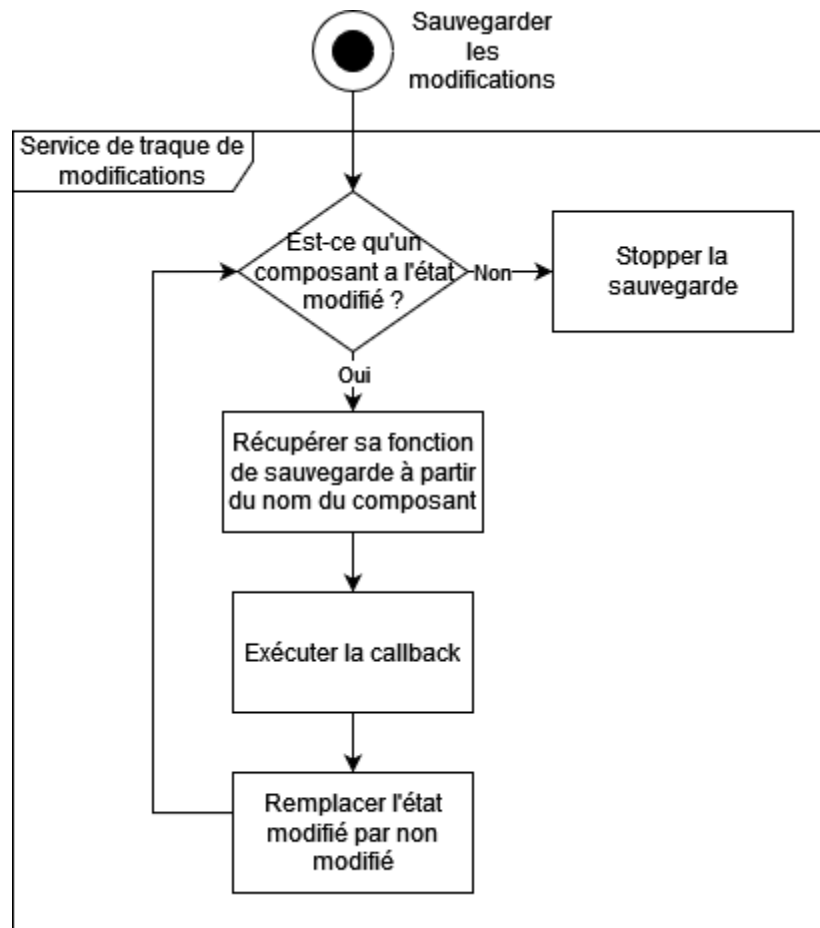 Sauvegarder
les
modifications
Service de traque de
modifications
Est-ce qu'un
composant a l'état
modifié ?
Non
Stopper la
sauvegarde
Oui
Récupérer sa fonction
de sauvegarde à partir
du nom du composant
Exécuter la callback
Remplacer l'état
modifié par non
modifié